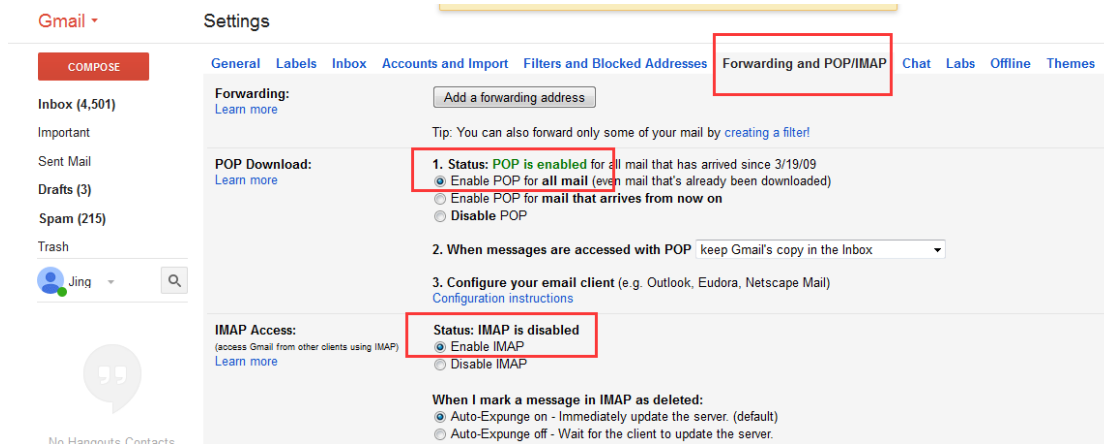 Gmail
Settings
COMPOSE
General Labels Inbox Accounts and Import Filters and Blocked Addresses Forwarding and POP/IMAP Chat Labs Offline Themes
Inbox (4,501)
Important
Sent Mail
Drafts (3)
Spam (215)
Trash
Jing
No Hangouts Contacts
Forwarding:
Learn more
Add a forwarding address
Tip: You can also forward only some of your mail by creating a filter!
POP Download:
Learn more
1. Status: POP is enabled for all mail that has arrived since 3/19/09
Enable POP for all mail (even mail that's already been downloaded)
Enable POP for mail that arrives from now on
Disable POP
2. When messages are accessed with POP keep Gmail's copy in the Inbox
3. Configure your email client (e.g. Outlook, Eudora, Netscape Mail)
Configuration instructions
IMAP Access:
(access Gmail from other clients using IMAP)
Learn more
Status: IMAP is disabled
Enable IMAP
Disable IMAP
When I mark a message in IMAP as deleted:
Auto-Expunge on - Immediately update the server. (default)
Auto-Expunge off - Wait for the client to update the server.